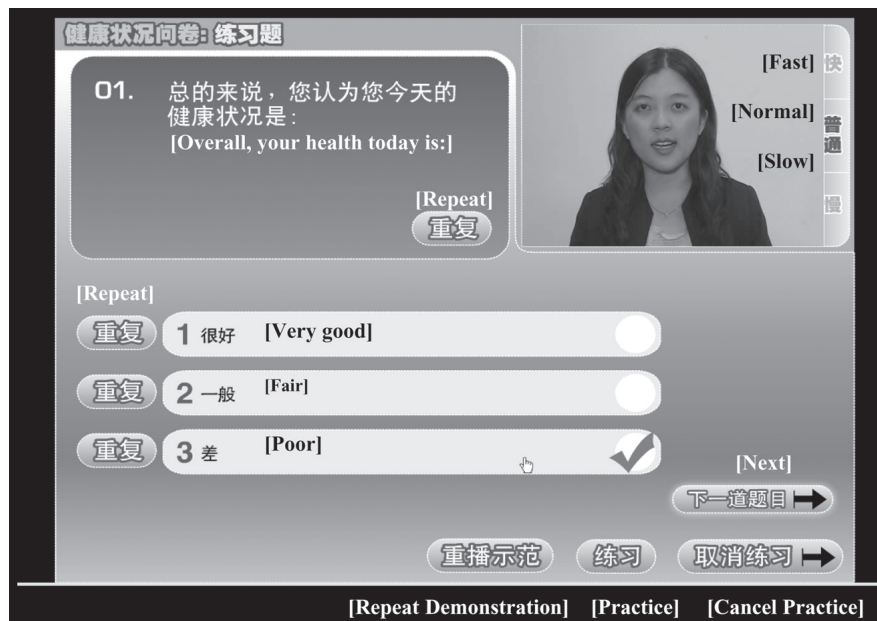 健康状况问卷: 练习题
01. 总的来说，您认为您今天的
健康状况是：
[Overall, your health today is:]
[Repeat]
重复
[Fast] 快
[Normal] 普通
[Slow] 慢
[Repeat]
重复 1 很好 [Very good]
重复 2 一般 [Fair]
重复 3 差 [Poor]
[Next]
下一道题目
重播示范 练习 取消练习
[Repeat Demonstration] [Practice] [Cancel Practice]